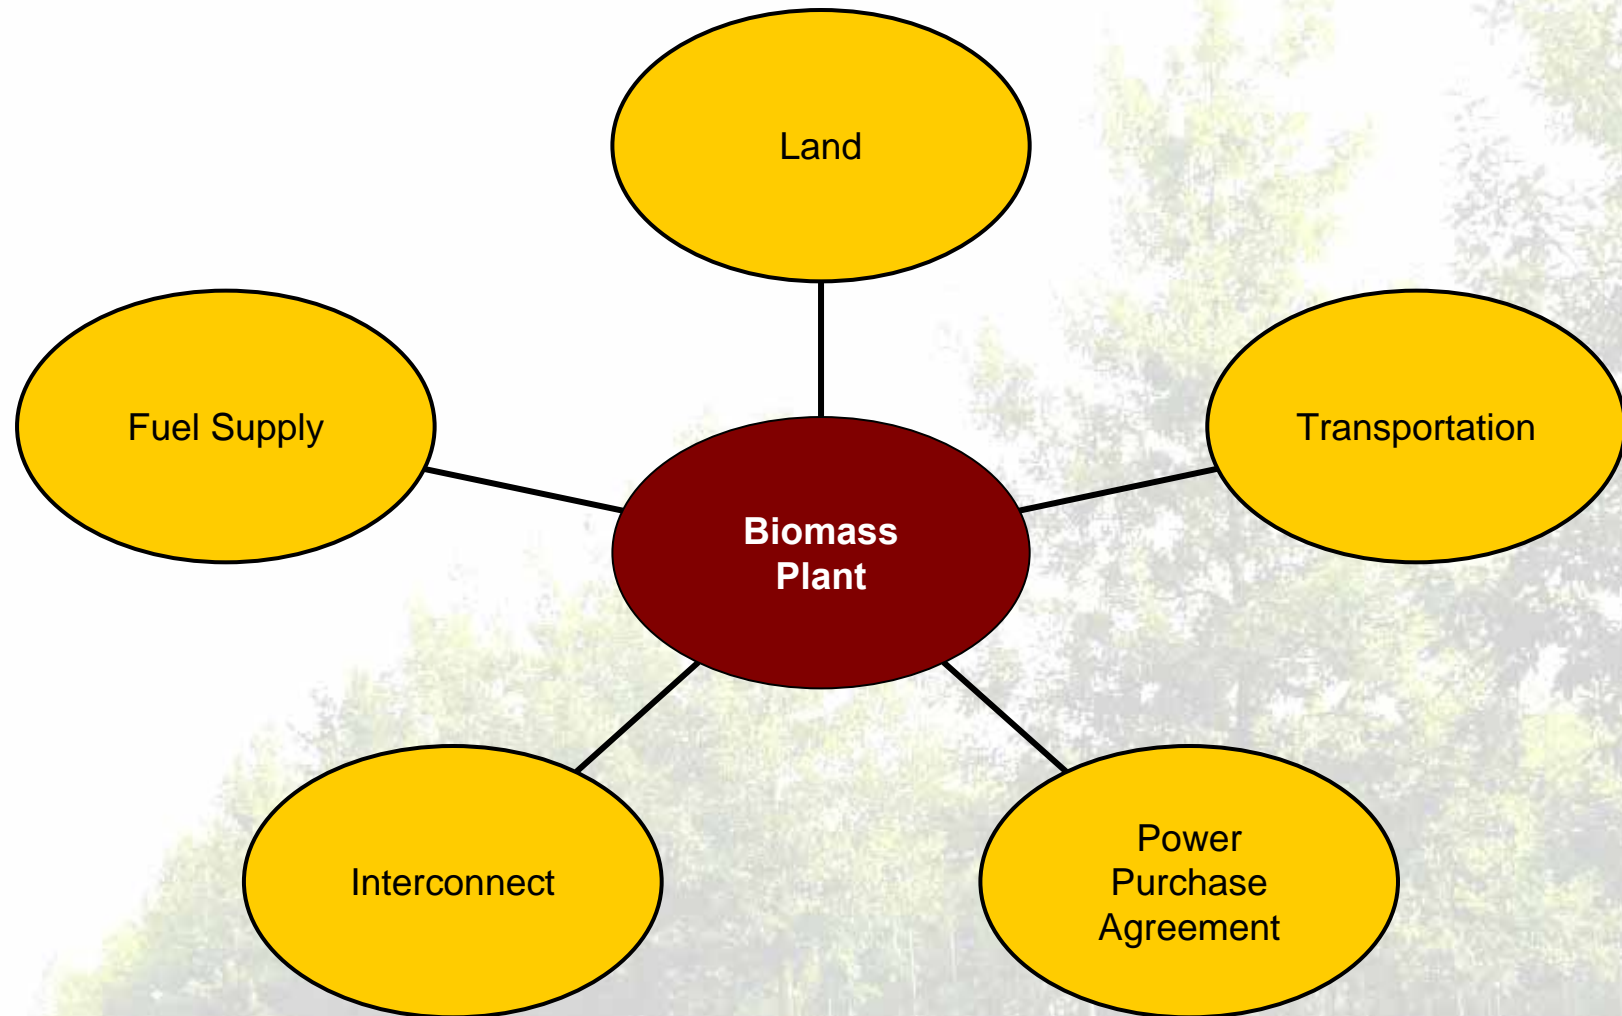 Land
Fuel Supply
Transportation
Biomass
Plant
Interconnect
Power
Purchase
Agreement